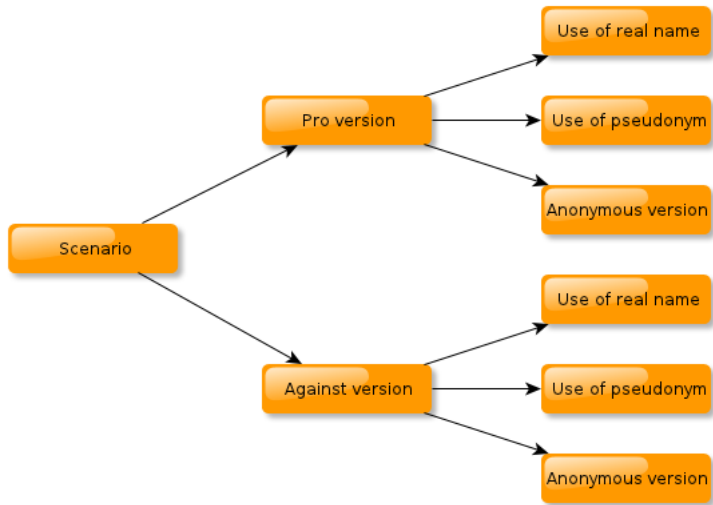 Use of real name
Pro version
Use of pseudonym
Anonymous version
Scenario
Use of real name
Against version
Use of pseudonym
Anonymous version